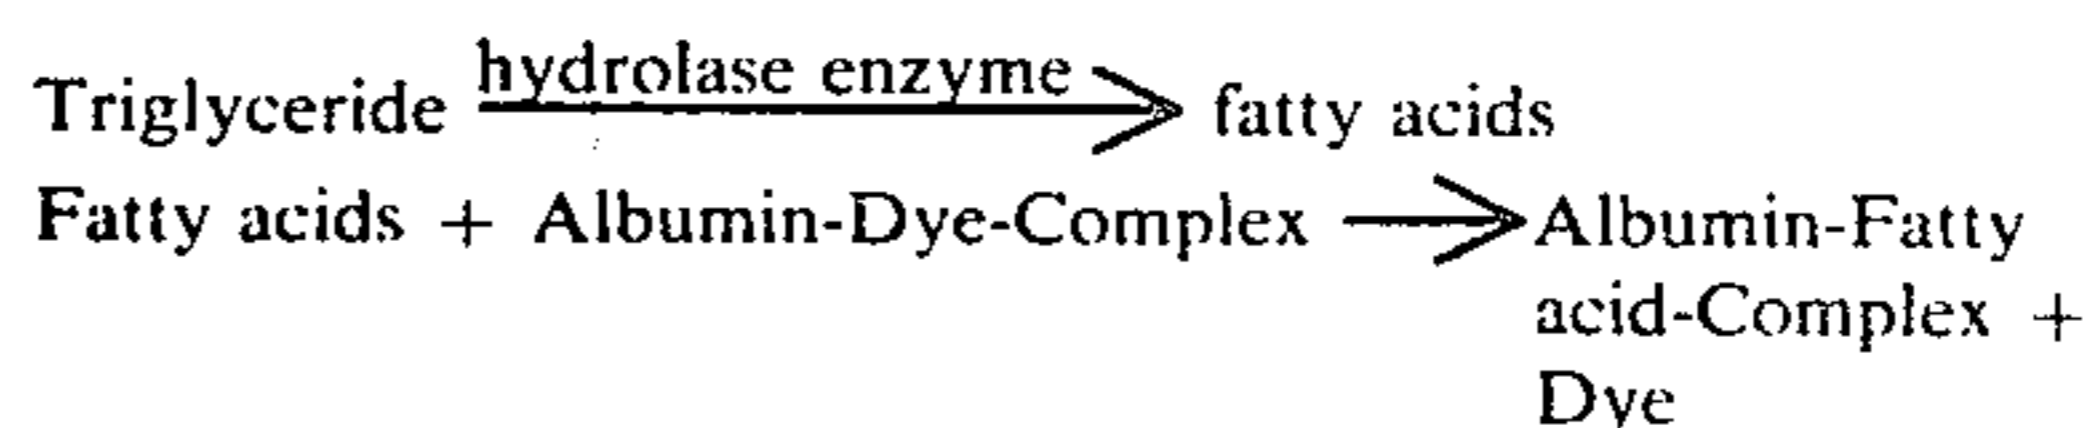 Triglyceride hydrolase enzyme fatty acids
Fatty acids + Albumin-Dye-Complex Albumin-Fatty
acid-Complex +
Dye